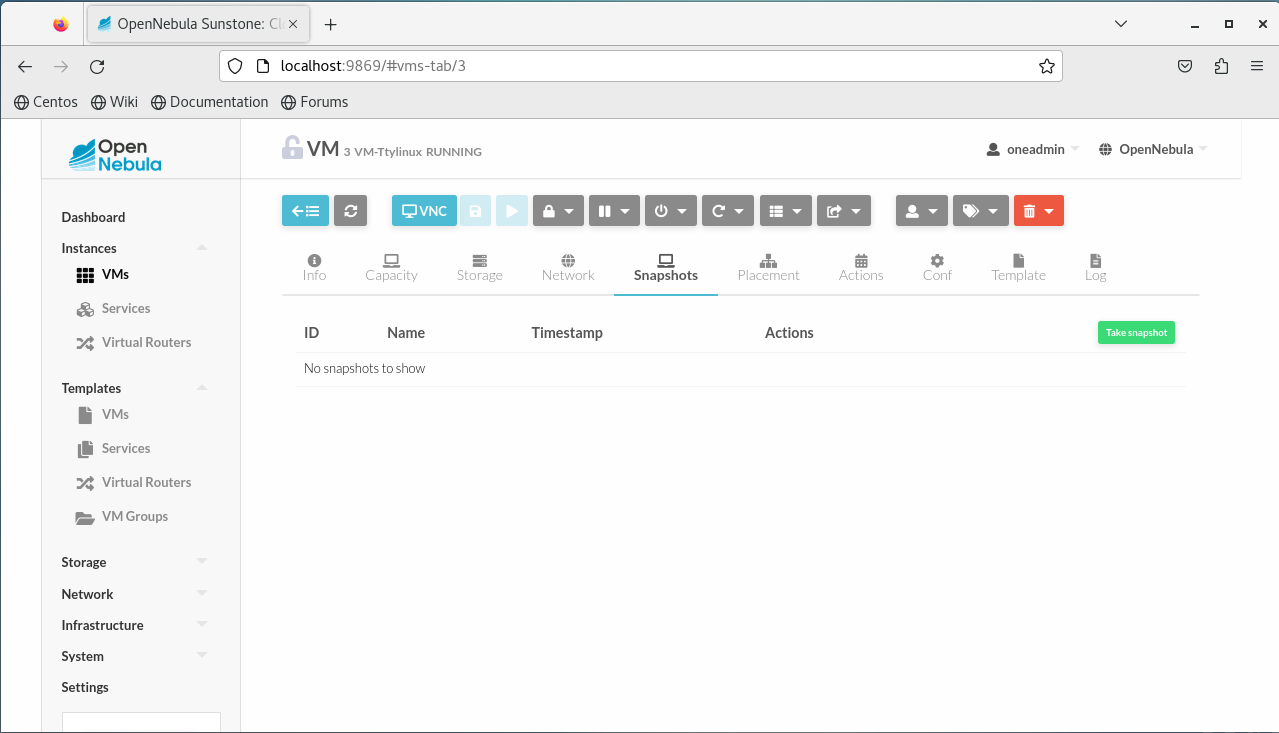 OpenNebula Sunstone: Cl
localhost:9869/#vms-tab/3
Centos Wiki Documentation Forums
Open
Nebula
VM 3 VM-Ttylinux RUNNING
oneadmin
OpenNebula
Dashboard
Instances
VMs
Services
Virtual Routers
Templates
VMs
Services
Virtual Routers
VM Groups
Storage
Network
Infrastructure
System
Settings
VNC
Info Capacity Storage Network Snapshots Placement Actions Conf Template Log
ID Name Timestamp Actions Take snapshot
No snapshots to show